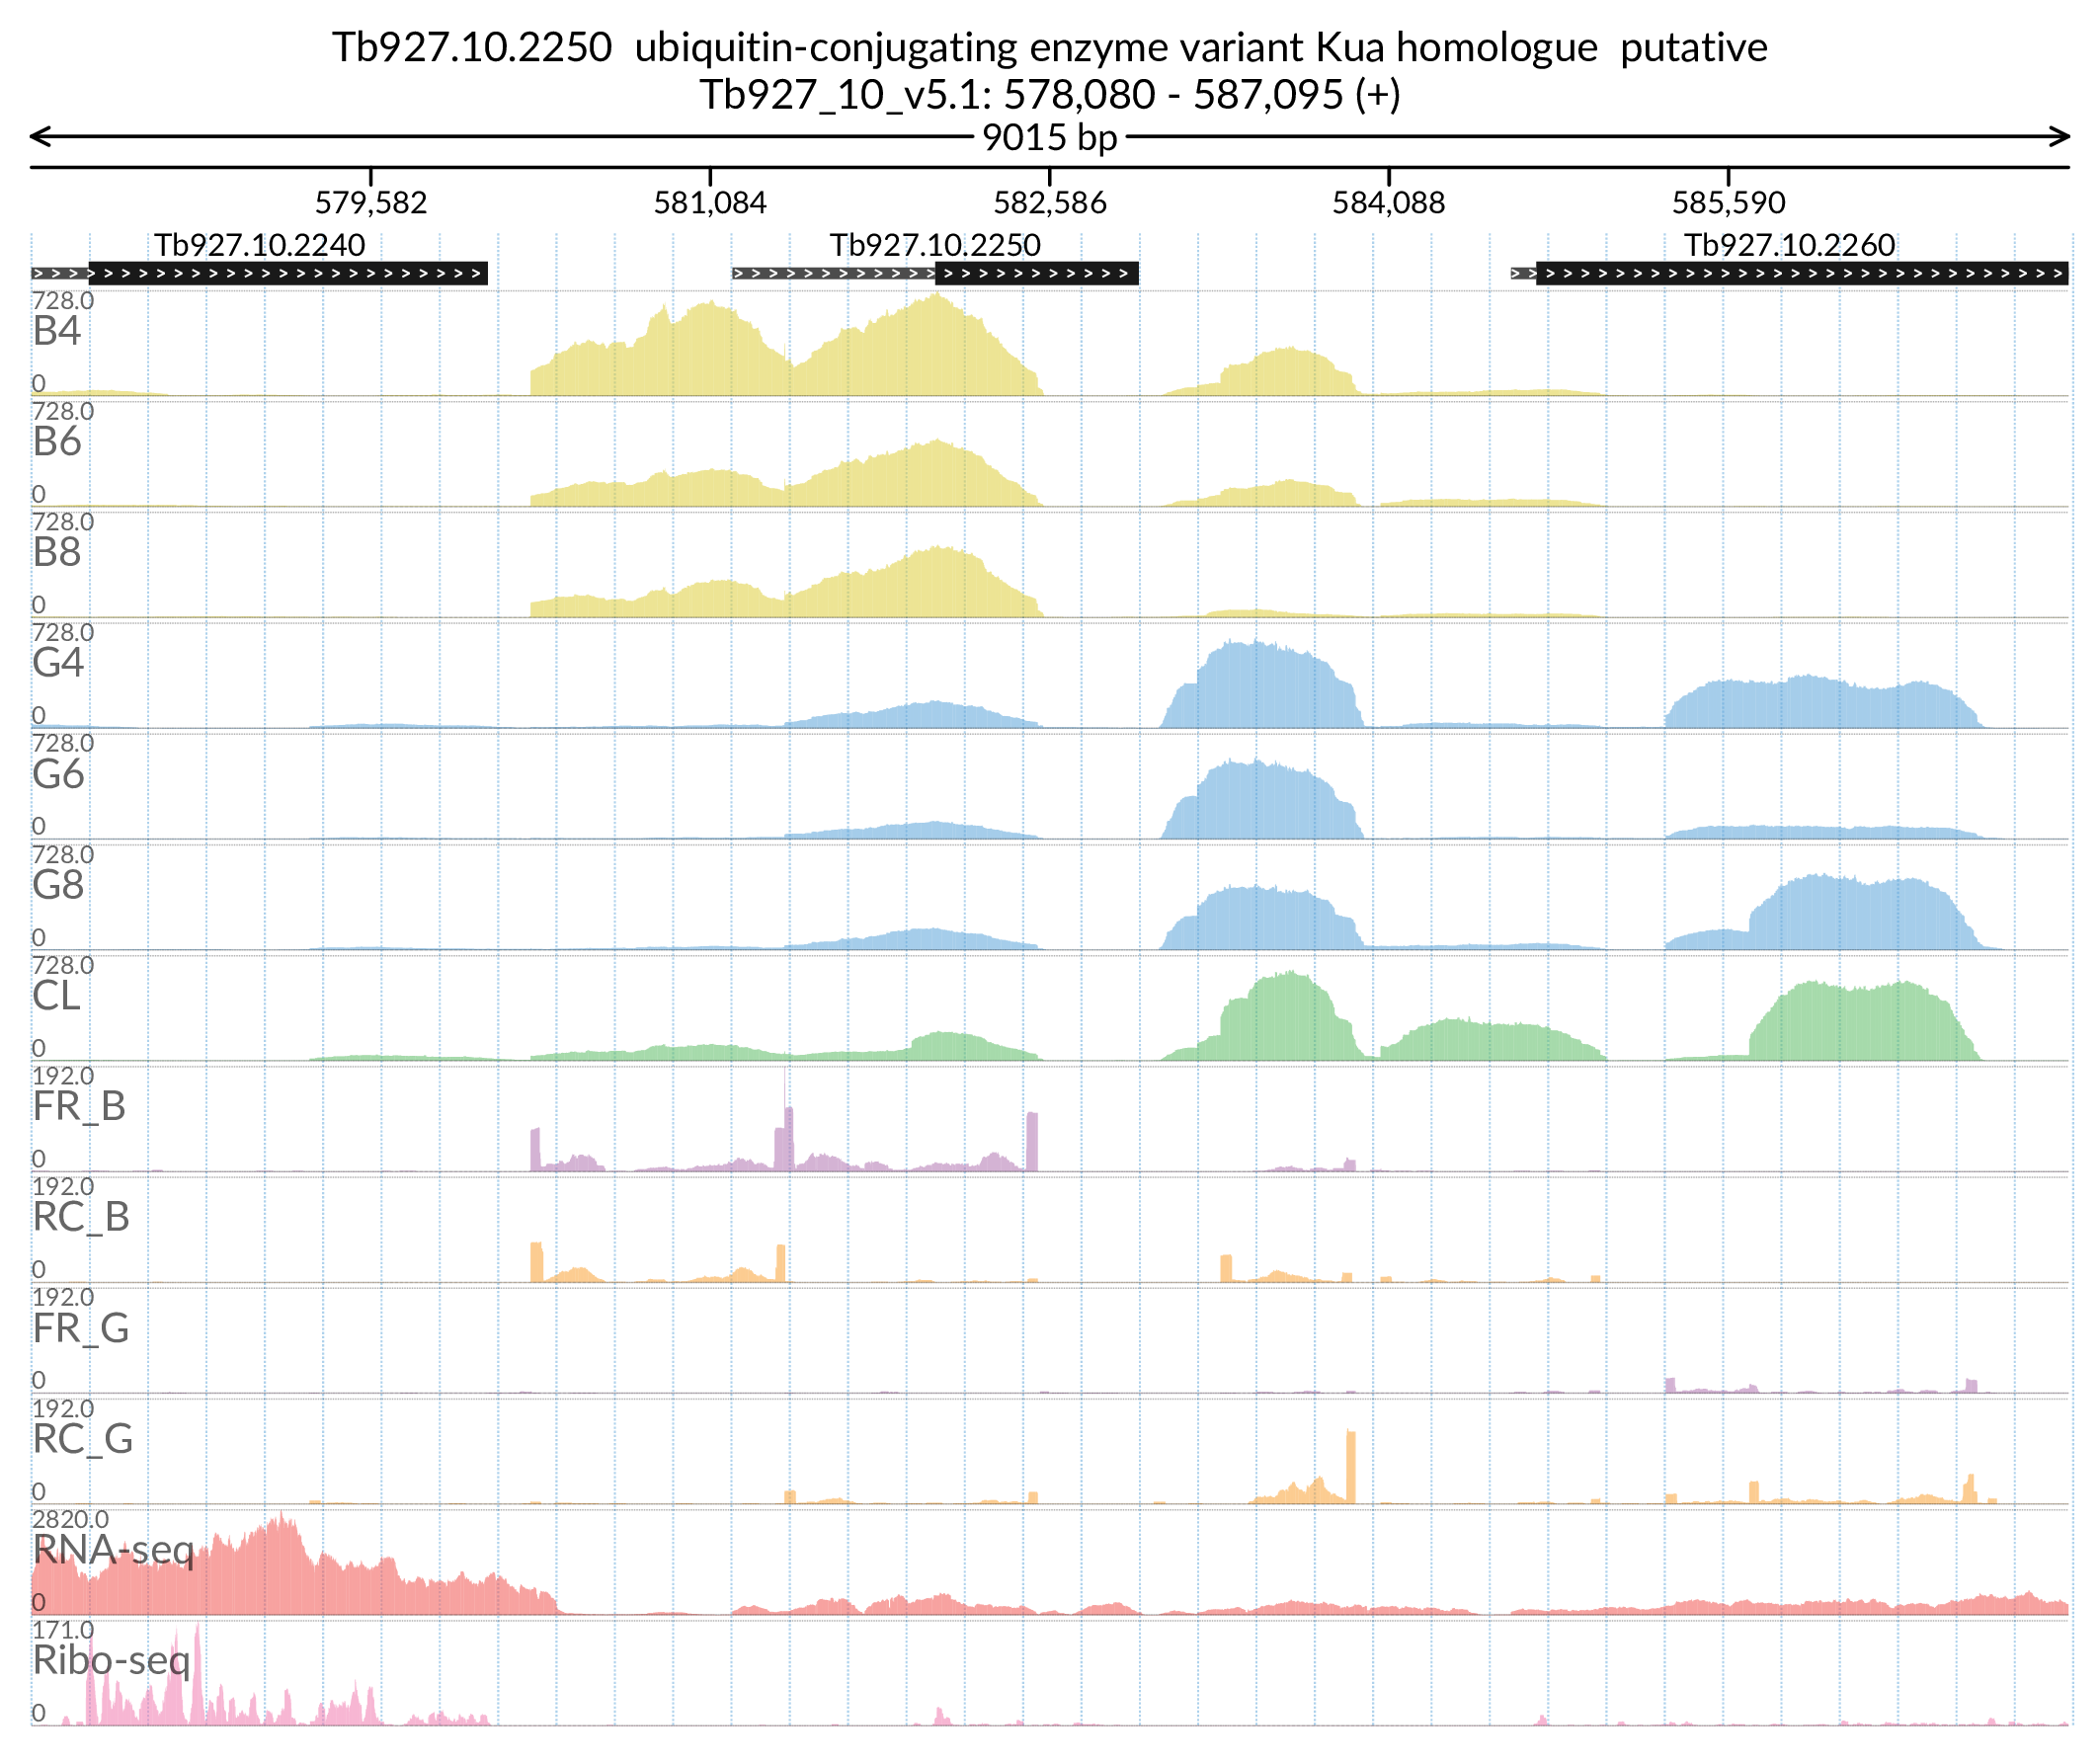 Tb927.10.2250  ubiquitin-conjugating enzyme variant Kua homologue  putative
Tb927_10_v5.1: 578,080 - 587,095 (+)
9015 bp
579,582 581,084 582,586 584,088 585,590
Tb927.10.2240 Tb927.10.2250 Tb927.10.2260
728.0
B4
0
728.0
B6
0
728.0
B8
0
728.0
G4
0
728.0
G6
0
728.0
G8
0
728.0
CL
0
192.0
FR_B
0
192.0
RC_B
0
192.0
FR_G
0
192.0
RC_G
0
2820.0
RNA-seq
0
171.0
Ribo-seq
0